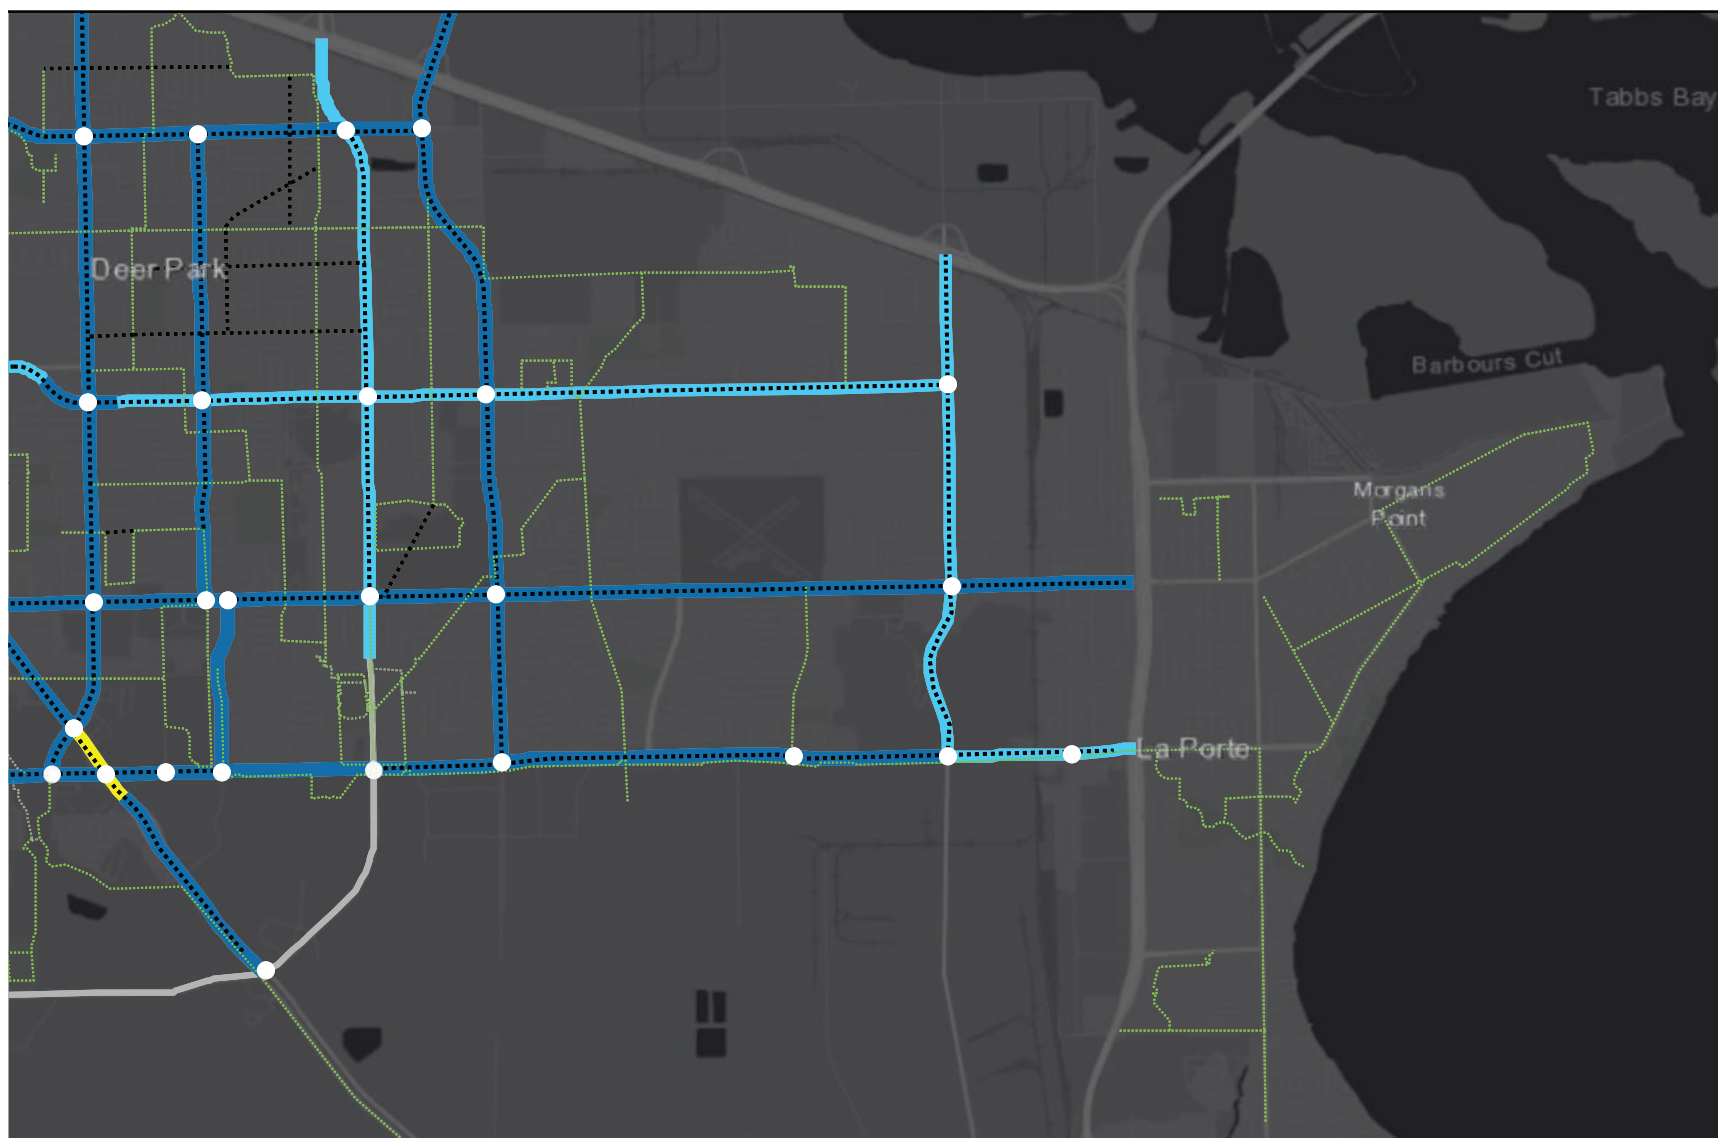 Tabbs Bay
Deer Park
Barbours Cut
Morgans
Point
La Porte